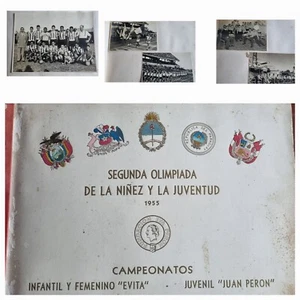 SEGUNDA OLIMPIADA
DE LA NIÑEZ Y LA JUVENTUD
1955
CAMPEONATOS
INFANTIL Y FEMENINO "EVITA" JUVENIL "JUAN PERON"